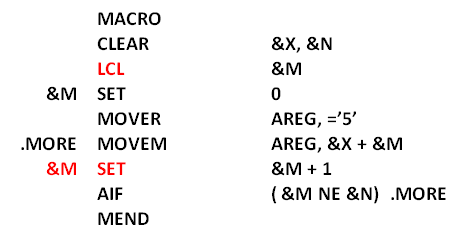 MACRO
CLEAR &X, &N
LCL &M
&M SET 0
MOVER AREG, =’5’
.MORE MOVEM AREG, &X + &M
&M SET &M + 1
AIF ( &M NE &N) .MORE
MEND